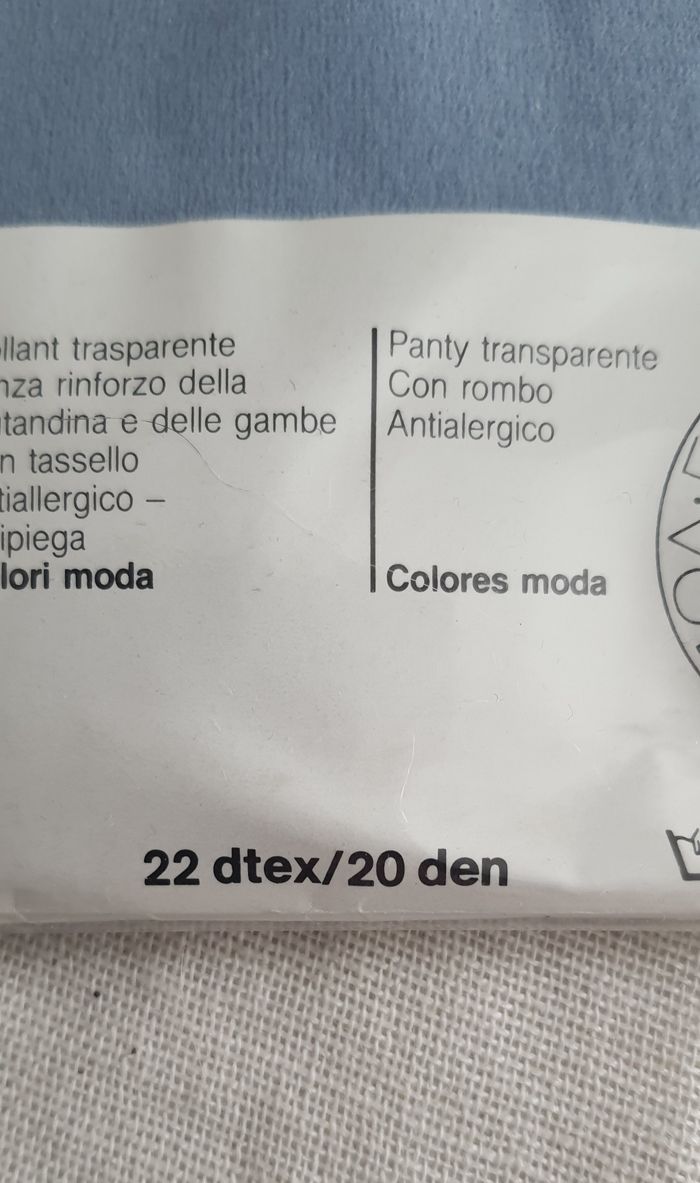 llant trasparente
nza rinforzo della
tandina e delle gambe
n tassello
tiallergico –
ipiega
lori moda
Panty transparente
Con rombo
Antialergico
Colores moda
22 dtex/20 den